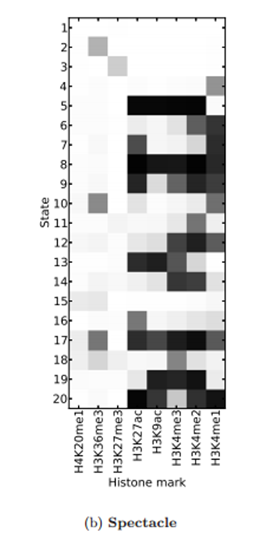 State
1
2
3
4
5
6
7
8
9
10
11
12
13
14
15
16
17
18
19
20
H4K20me1
H3K36me3
H3K27me3
H3K27ac
H3K9ac
H3K4me3
H3K4me2
H3K4me1
Histone mark
(b) Spectacle